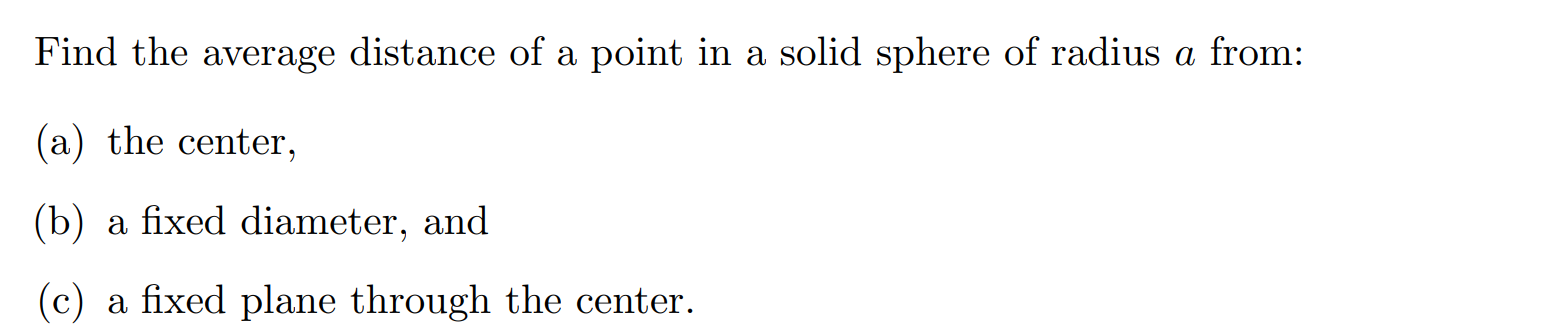 Find the average distance of a point in a solid sphere of radius a from:
(a) the center,
(b) a fixed diameter, and
(c) a fixed plane through the center.